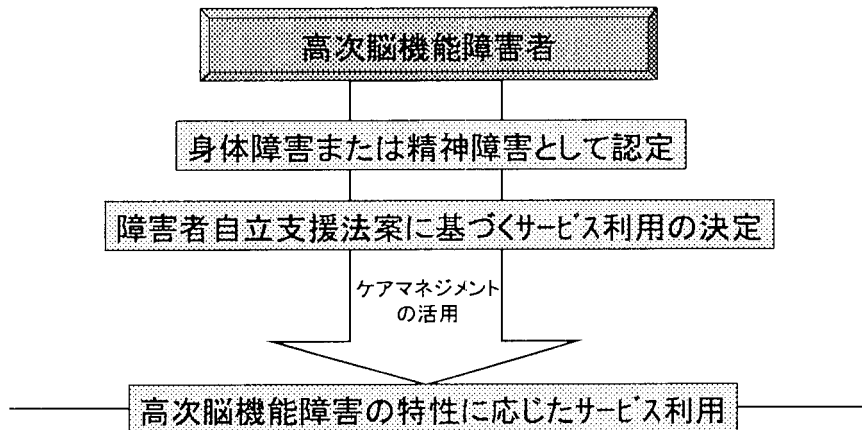 高次脳機能障害者
身体障害または精神障害として認定
障害者自立支援法案に基づくサービス利用の決定
ケアマネジメント
の活用
高次脳機能障害の特性に応じたサービス利用